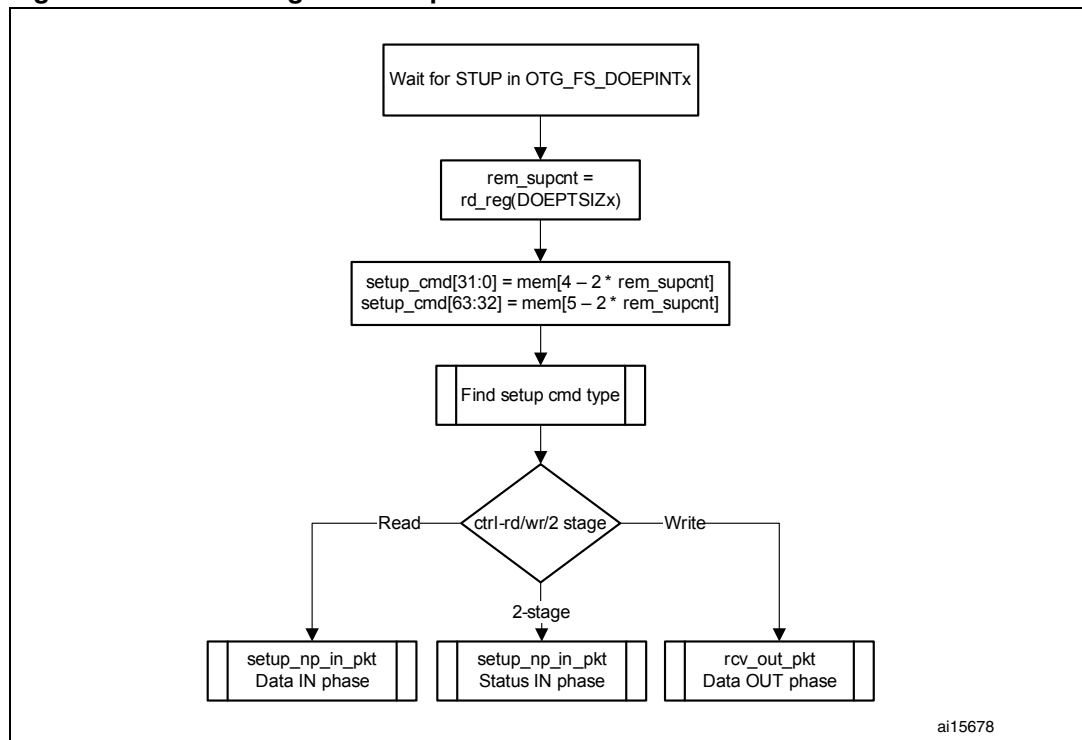 Wait for STUP in OTG_FS_DOEPINTx
rem_supcnt =
rd_reg(DOEPTSIZx)
setup_cmd[31:0] = mem[4 – 2 * rem_supcnt]
setup_cmd[63:32] = mem[5 – 2 * rem_supcnt]
Find setup cmd type
Read
ctrl-rd/wr/2 stage
Write
2-stage
setup_np_in_pkt
Data IN phase
setup_np_in_pkt
Status IN phase
rcv_out_pkt
Data OUT phase
ai15678